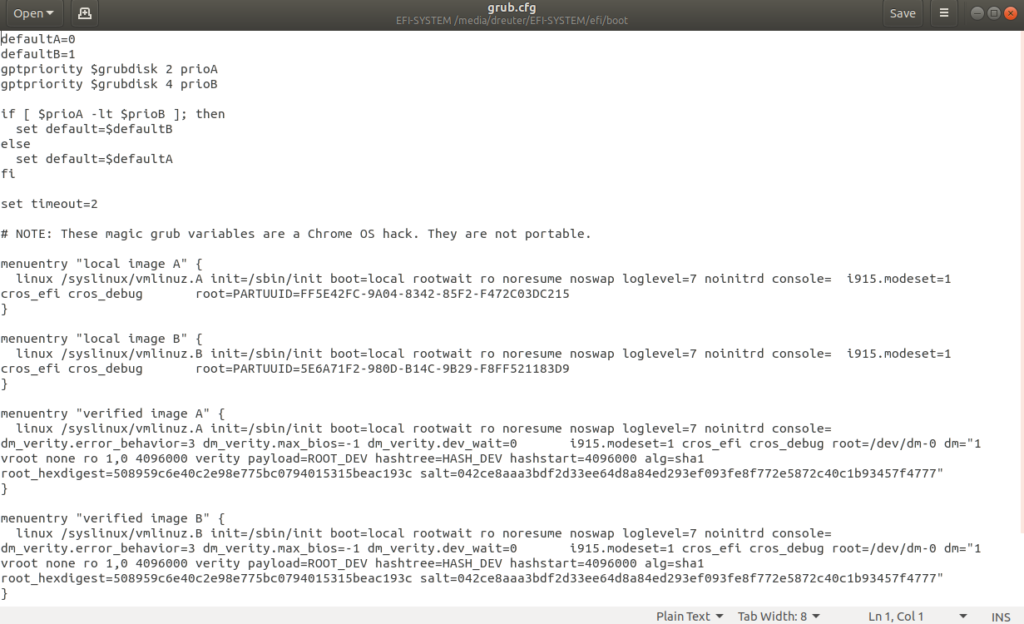 Open
grub.cfg
EFI-SYSTEM /media/dreuter/EFI-SYSTEM/efi/boot
Save
defaultA=0
defaultB=1
gptpriority $grubdisk 2 prioA
gptpriority $grubdisk 4 prioB
if [ $prioA -lt $prioB ]; then
  set default=$defaultB
else
  set default=$defaultA
fi
set timeout=2
# NOTE: These magic grub variables are a Chrome OS hack. They are not portable.
menuentry "local image A" {
  linux /syslinux/vmlinuz.A init=/sbin/init boot=local rootwait ro noresume noswap loglevel=7 noinitrd console=  i915.modeset=1
cros_efi cros_debug       root=PARTUUID=FF5E42FC-9A04-8342-85F2-F472C03DC215
}
menuentry "local image B" {
  linux /syslinux/vmlinuz.B init=/sbin/init boot=local rootwait ro noresume noswap loglevel=7 noinitrd console=  i915.modeset=1
cros_efi cros_debug       root=PARTUUID=5E6A71F2-980D-B14C-9B29-F8FF521183D9
}
menuentry "verified image A" {
  linux /syslinux/vmlinuz.A init=/sbin/init boot=local rootwait ro noresume noswap loglevel=7 noinitrd console=
dm_verity.error_behavior=3 dm_verity.max_bios=-1 dm_verity.dev_wait=0       i915.modeset=1 cros_efi cros_debug root=/dev/dm-0 dm="1
vroot none ro 1,0 4096000 verity payload=ROOT_DEV hashtree=HASH_DEV hashstart=4096000 alg=sha1
root_hexdigest=508959c6e40c2e98e775bc0794015315beac193c salt=042ce8aaa3bdf2d33ee64d8a84ed293ef093fe8f772e5872c40c1b93457f4777"
}
menuentry "verified image B" {
  linux /syslinux/vmlinuz.B init=/sbin/init boot=local rootwait ro noresume noswap loglevel=7 noinitrd console=
dm_verity.error_behavior=3 dm_verity.max_bios=-1 dm_verity.dev_wait=0       i915.modeset=1 cros_efi cros_debug root=/dev/dm-0 dm="1
vroot none ro 1,0 4096000 verity payload=ROOT_DEV hashtree=HASH_DEV hashstart=4096000 alg=sha1
root_hexdigest=508959c6e40c2e98e775bc0794015315beac193c salt=042ce8aaa3bdf2d33ee64d8a84ed293ef093fe8f772e5872c40c1b93457f4777"
}
Plain Text
Tab Width: 8
Ln 1, Col 1
INS